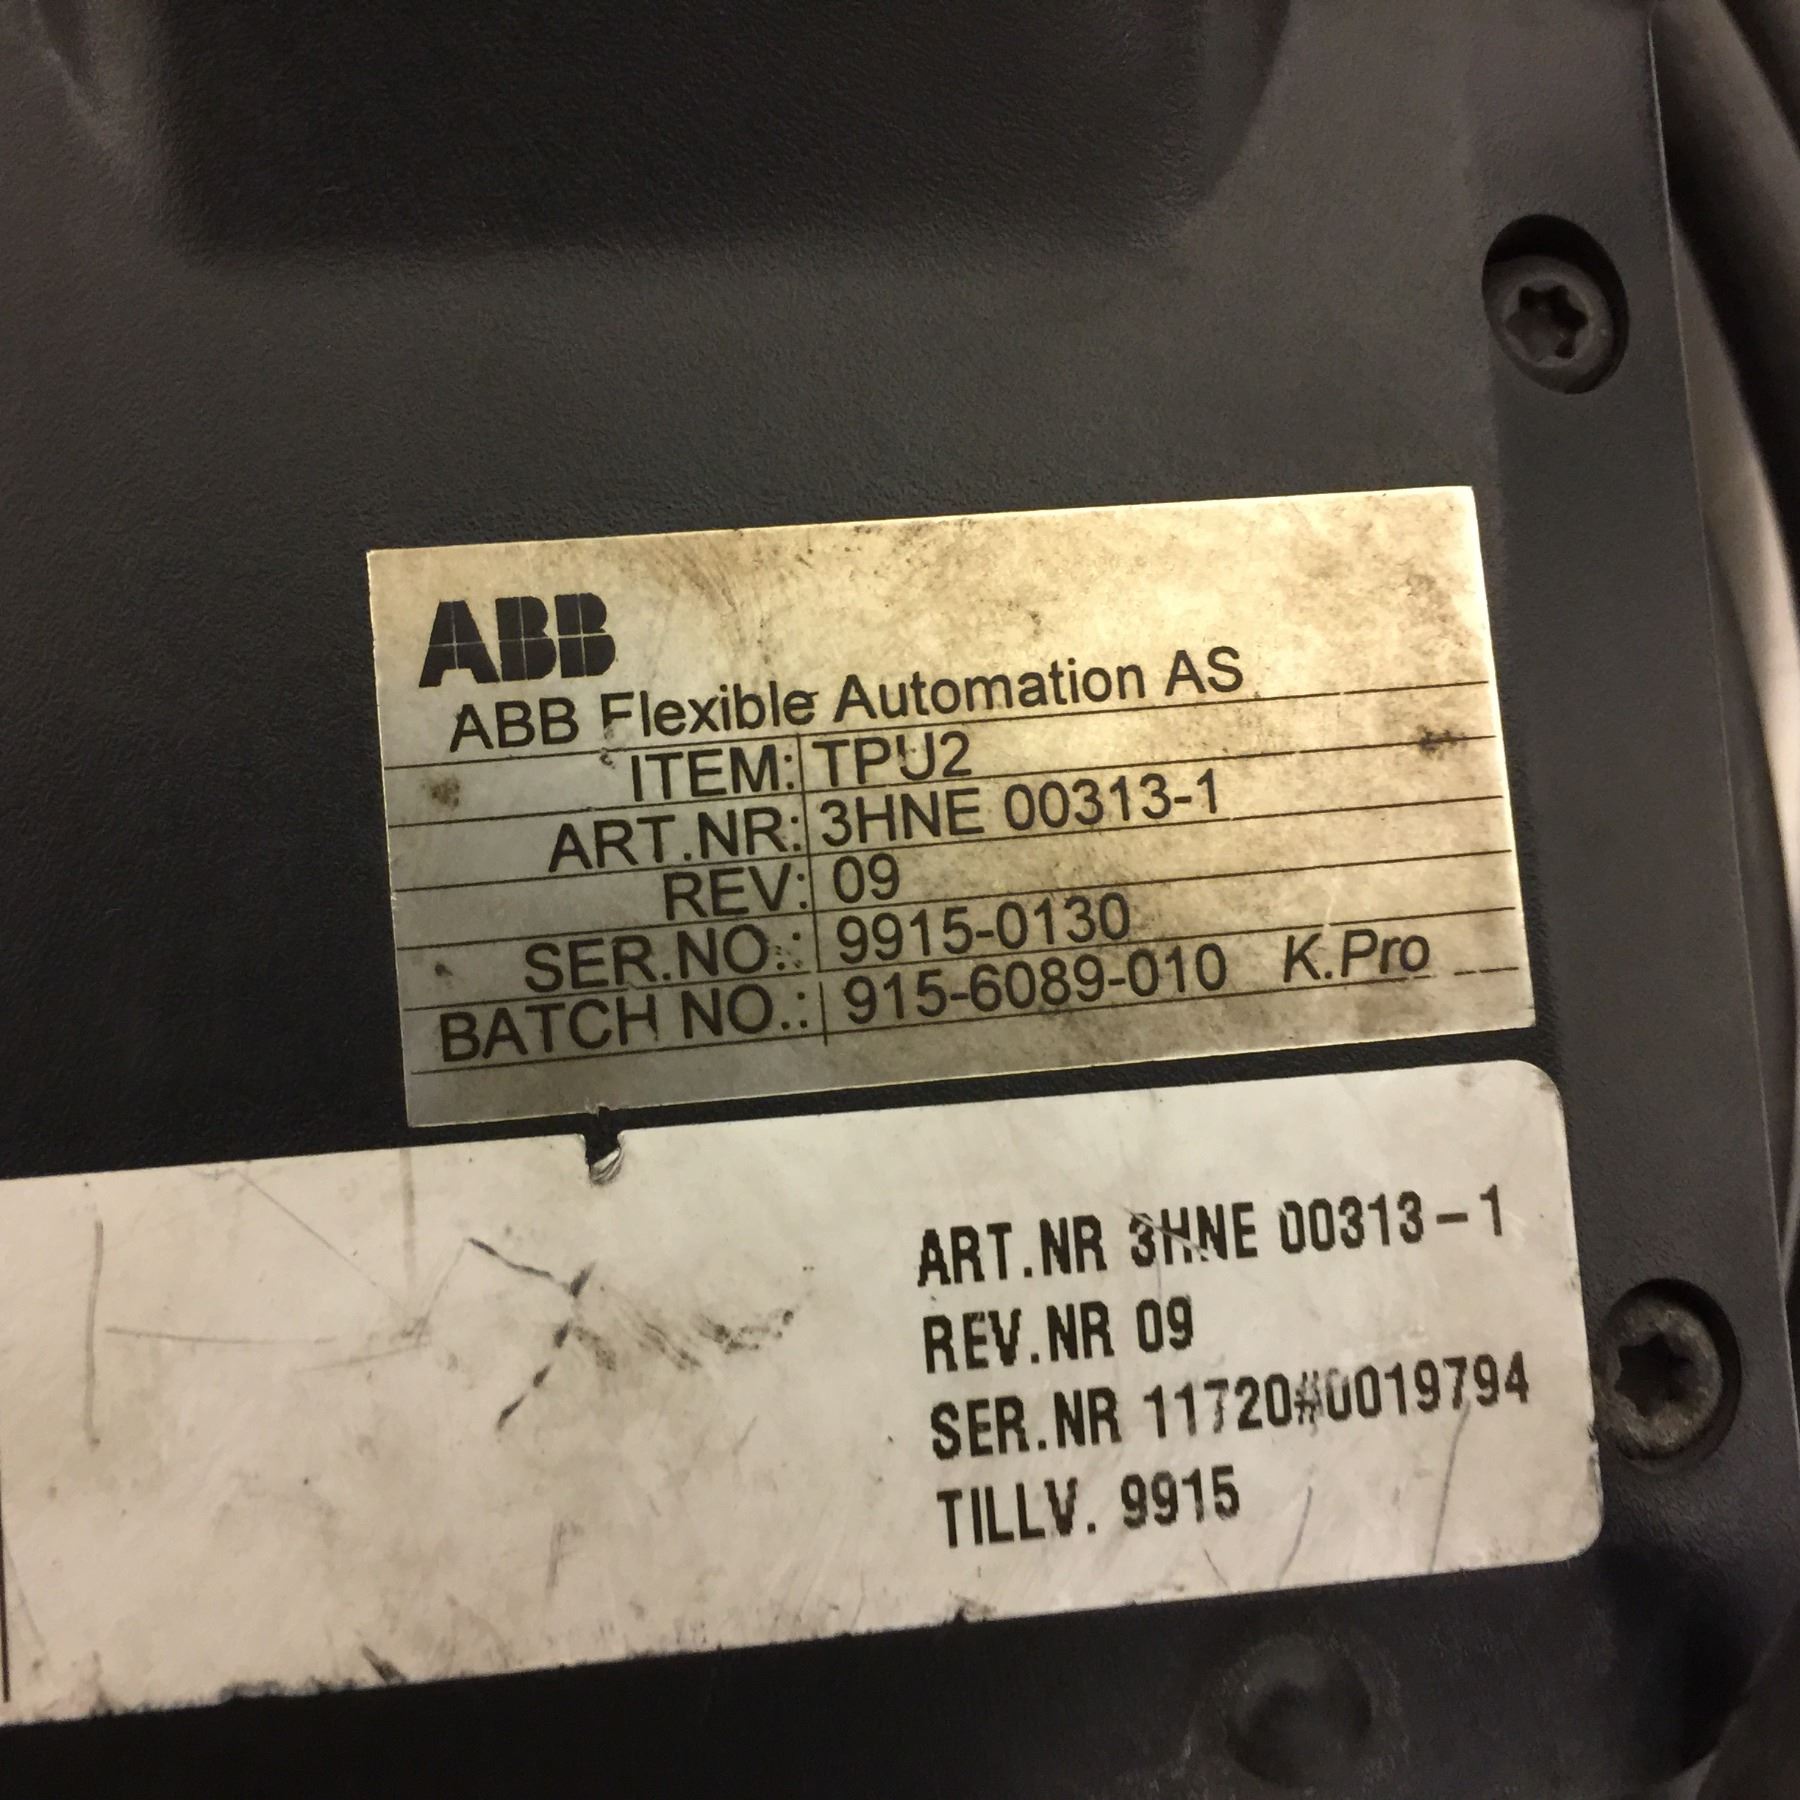 ABB
ABB Flexible Automation AS
ITEM: TPU2
ART.NR: 3HNE 00313-1
REV: 09
SER.NO.: 9915-0130
BATCH NO.: 915-6089-010 K.Pro
ART.NR 3HNE 00313-1
REV.NR 09
SER.NR 11720#0019794
TILLV. 9915